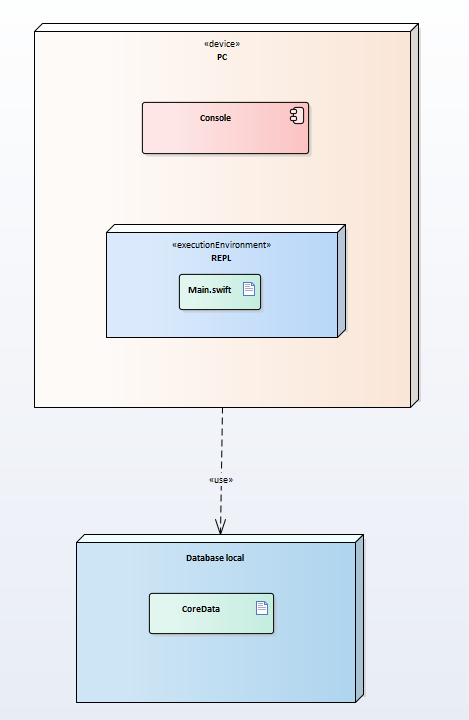 «device»
PC
Console
«executionEnvironment»
REPL
Main.swift
«use»
Database local
CoreData